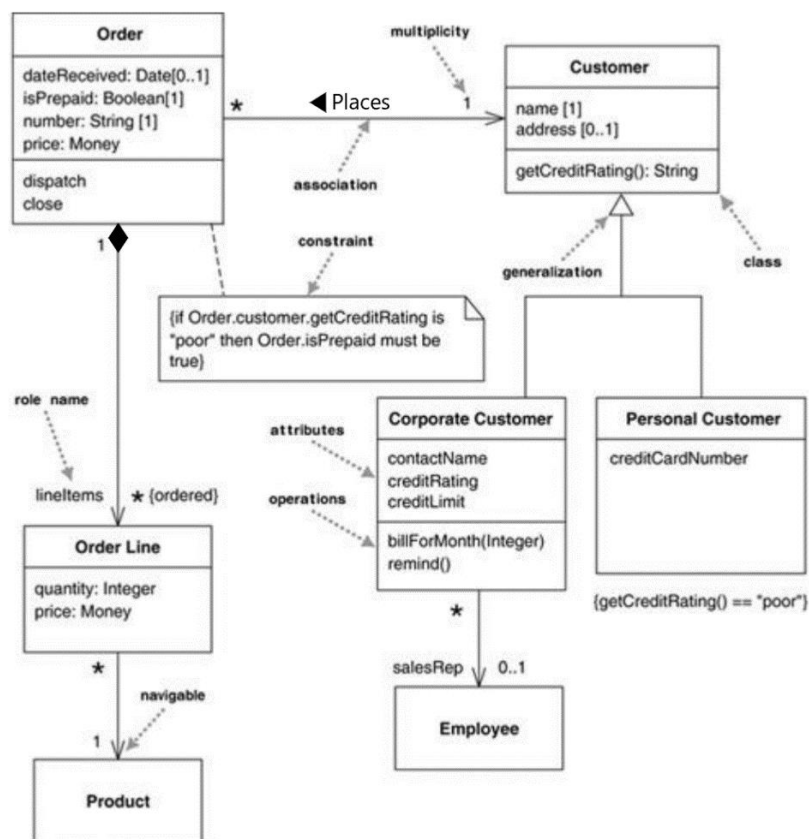 Order
dateReceived: Date[0..1]
isPrepaid: Boolean[1]
number: String [1]
price: Money
dispatch
close
multiplicity
*
◀ Places
1
association
Customer
name [1]
address [0..1]
getCreditRating(): String
generalization
class
1
constraint
{if Order.customer.getCreditRating is
"poor" then Order.isPrepaid must be
true}
role name
lineItems
* {ordered}
attributes
operations
Corporate Customer
contactName
creditRating
creditLimit
billForMonth(Integer)
remind()
Personal Customer
creditCardNumber
{getCreditRating() == "poor"}
Order Line
quantity: Integer
price: Money
*
navigable
1
Product
*
salesRep
0..1
Employee